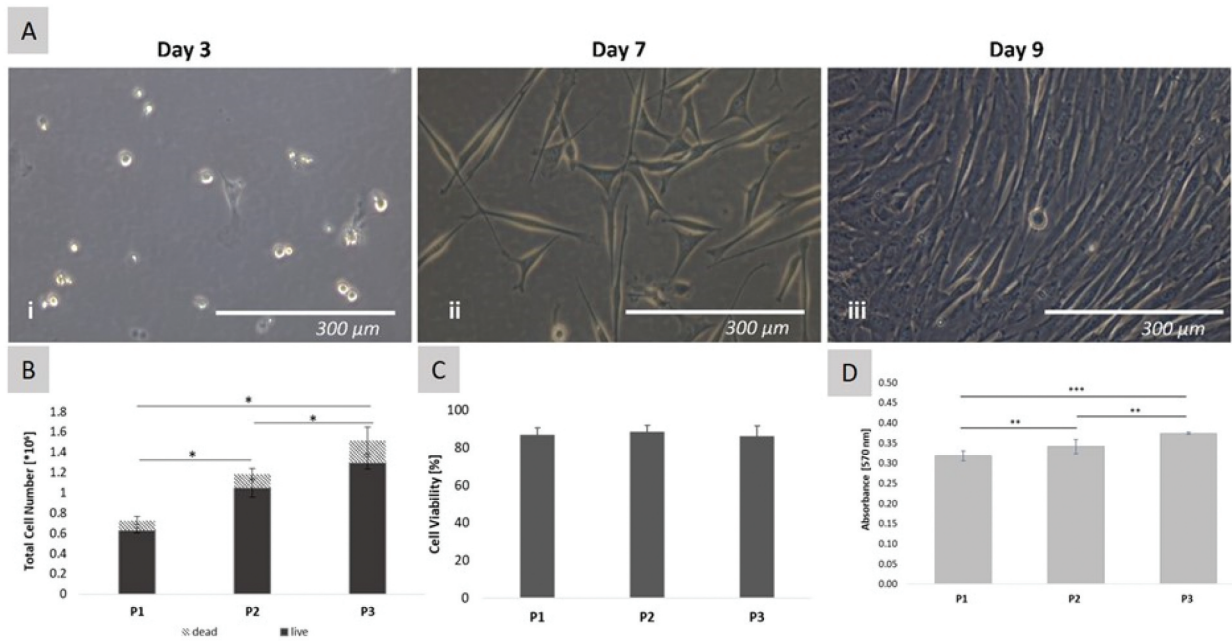 A
Day 3
Day 7
Day 9
i
300 μm
ii
300 μm
iii
300 μm
B
Total Cell Number [*10⁶]
1.8
1.6
1.4
1.2
1
0.8
0.6
0.4
0.2
0
*
*
*
P1
P2
P3
dead
live
C
Cell Viability [%]
100
80
60
40
20
0
P1
P2
P3
D
Absorbance [570 nm]
0.50
0.45
0.40
0.35
0.30
0.25
0.20
0.15
0.10
0.05
0.00
***
**
**
P1
P2
P3